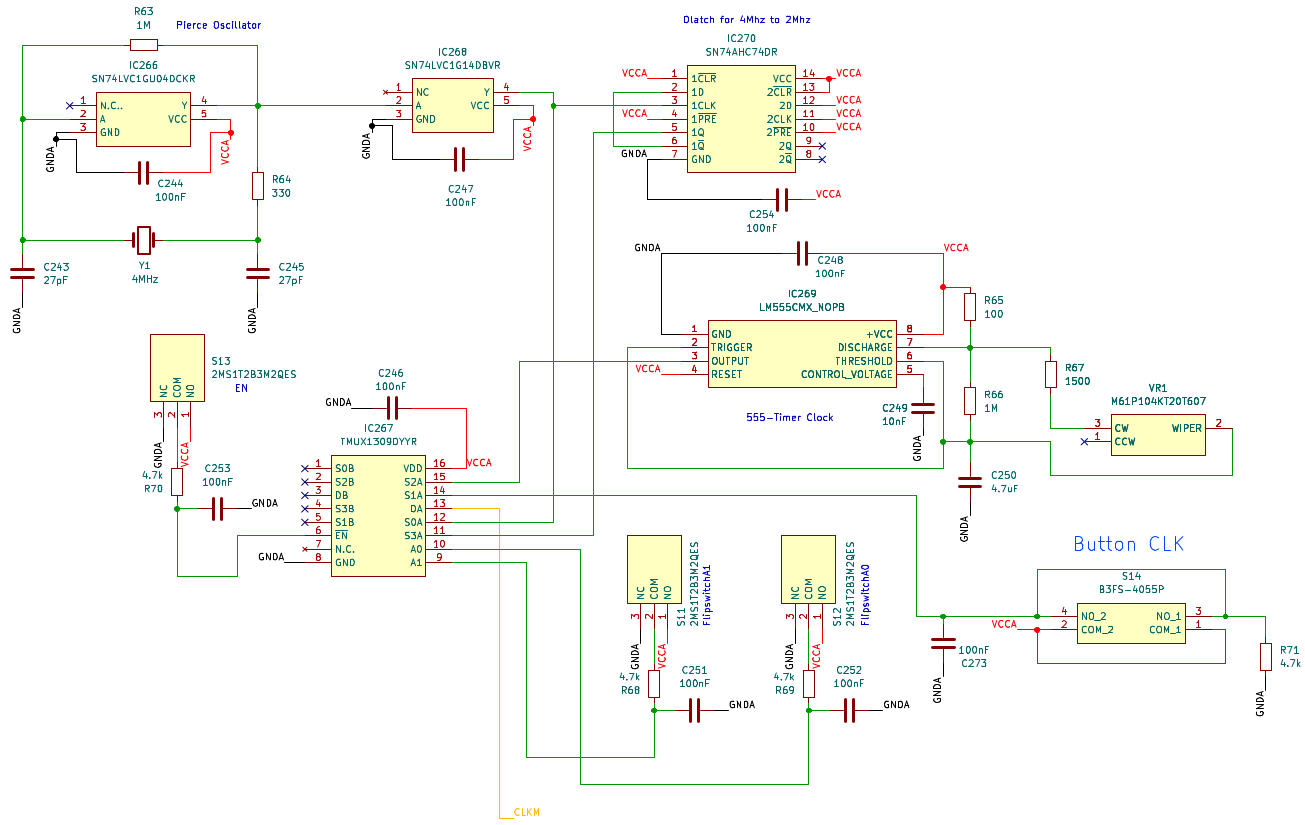 R63
1M
Pierce Oscillator
IC266
SN74LVC1GU04DCKR
1 N.C.. Y 4
2 A VCC 5
3 GND
GNDA
VCCA
C244
100nF
R64
330
Y1
4MHz
C243
27pF
GNDA
C245
27pF
GNDA
IC268
SN74LVC1G14DBVR
1 NC Y 4
2 A VCC 5
3 GND
GNDA
VCCA
C247
100nF
Dlatch for 4Mhz to 2Mhz
IC270
SN74AHC74DR
VCCA 1 1CLR VCC 14 VCCA
2 1D 2CLR 13
3 1CLK 2D 12 VCCA
VCCA 4 1PRE 2CLK 11 VCCA
5 1Q 2PRE 10 VCCA
6 1Q 2Q 9
GNDA 7 GND 2Q 8
VCCA
C254
100nF
GNDA
C248
100nF
VCCA
IC269
LM555CMX_NOPB
1 GND +VCC 8
2 TRIGGER DISCHARGE 7
3 OUTPUT THRESHOLD 6
VCCA 4 RESET CONTROL_VOLTAGE 5
555-Timer Clock
R65
100
R66
1M
C249
10nF
GNDA
C250
4.7uF
GNDA
R67
1500
VR1
M61P104KT20T607
3 CW WIPER 2
1 CCW
S13
2MS1T2B3M2QES
EN
NC COM NO
3 2 1
GNDA
VCCA
4.7k
R70
C253
100nF
GNDA
C246
100nF
GNDA
VCCA
IC267
TMUX1309DYYR
1 S0B VDD 16
2 S2B S2A 15
3 DB S1A 14
4 S3B DA 13
5 S1B S0A 12
6 EN S3A 11
7 N.C. A0 10
GNDA 8 GND A1 9
NC COM NO
3 2 1
S11
2MS1T2B3M2QES
FlipswitchA1
GNDA
VCCA
4.7k
R68
C251
100nF
GNDA
NC COM NO
3 2 1
S12
2MS1T2B3M2QES
FlipswitchA0
GNDA
VCCA
4.7k
R69
C252
100nF
GNDA
Button CLK
S14
B3FS-4055P
4 NO_2 NO_1 3
VCCA 2 COM_2 COM_1 1
100nF
C273
GNDA
R71
4.7k
GNDA
CLKM